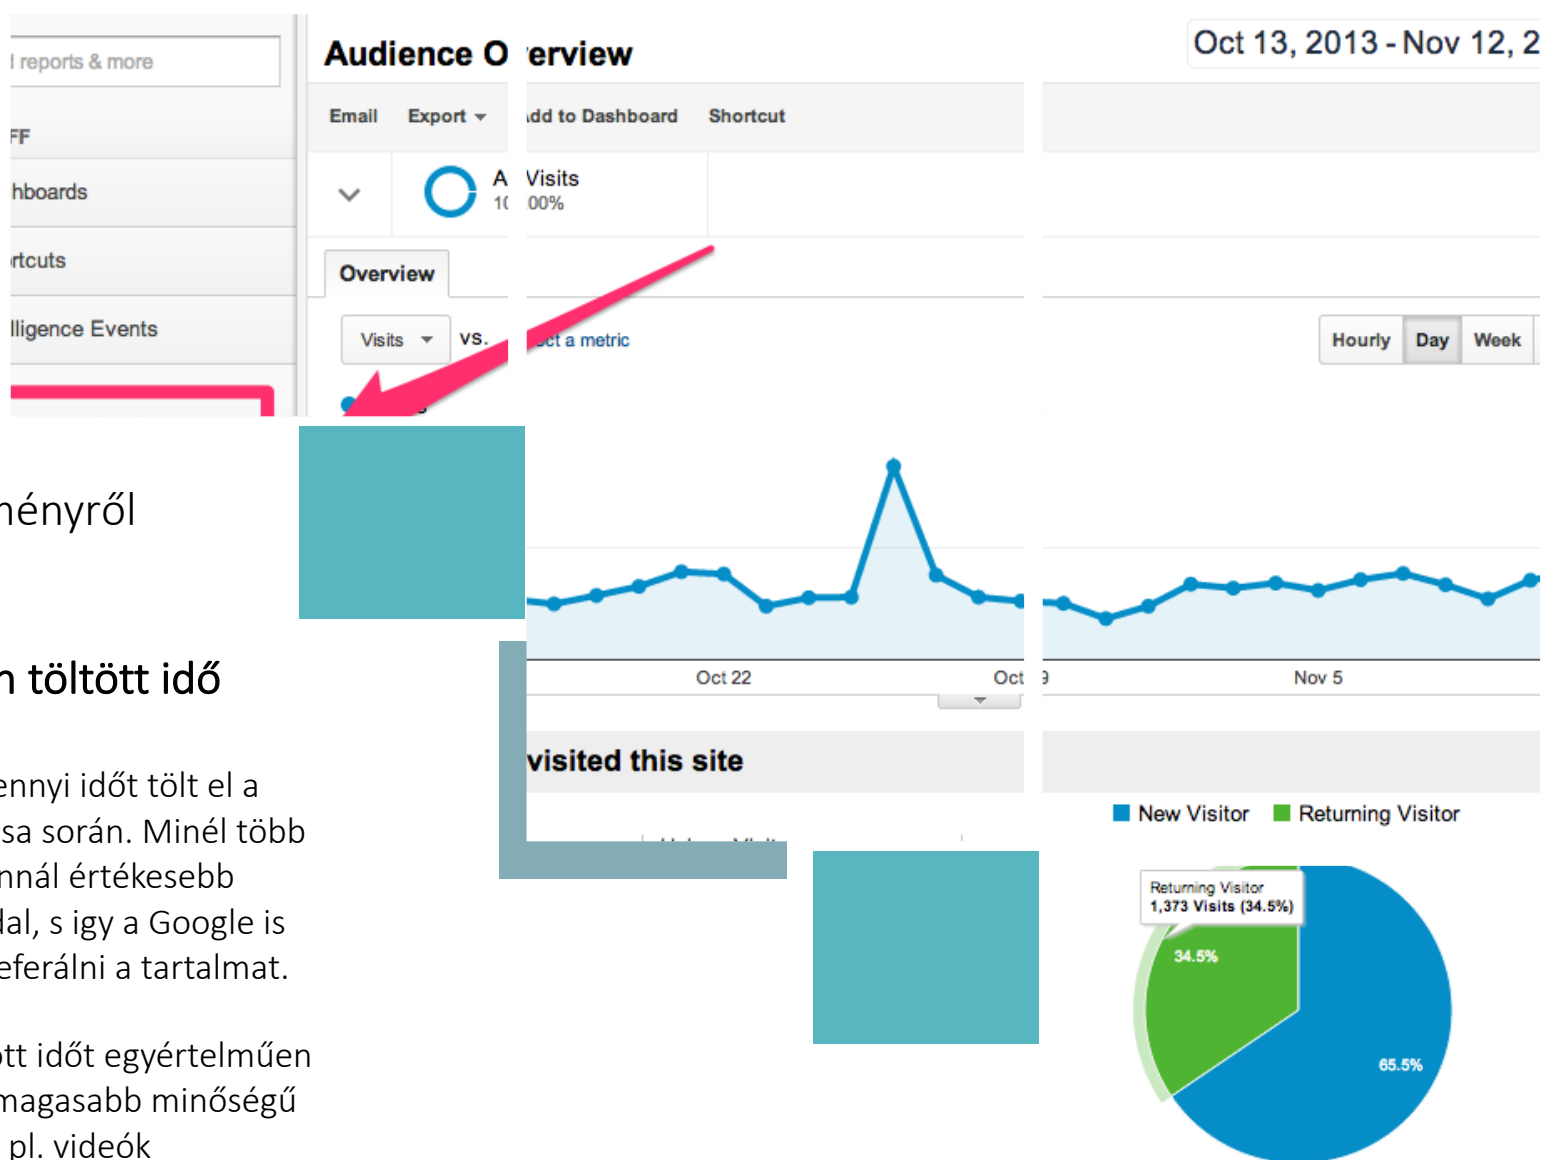 reports & more
Audience Overview
Oct 13, 2013 - Nov 12, 2
Email Export Add to Dashboard Shortcut
FF
hboards
Visits
00%
rtcuts
Overview
lligence Events
Visits vs. a metric
Hourly Day Week
ményről
n töltött idő
Oct 22
Oct
9
Nov 5
visited this site
ennyi időt tölt el a
sa során. Minél több
nnál értékesebb
dal, s igy a Google is
eferálni a tartalmat.
ött időt egyértelműen
magasabb minőségű
pl. videók
New Visitor Returning Visitor
Returning Visitor
1,373 Visits (34.5%)
34.5%
65.5%